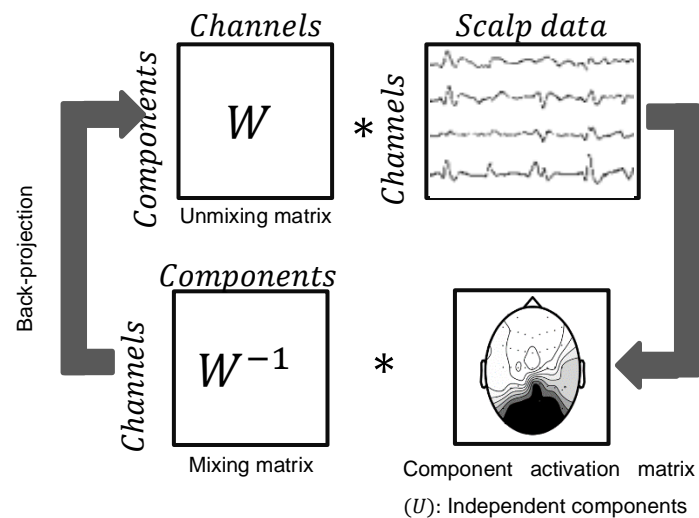 Channels
Scalp data
Components
W
*
Channels
Unmixing matrix
Back-projection
Components
Channels
W⁻¹
*
Mixing matrix
Component activation matrix
(U): Independent components